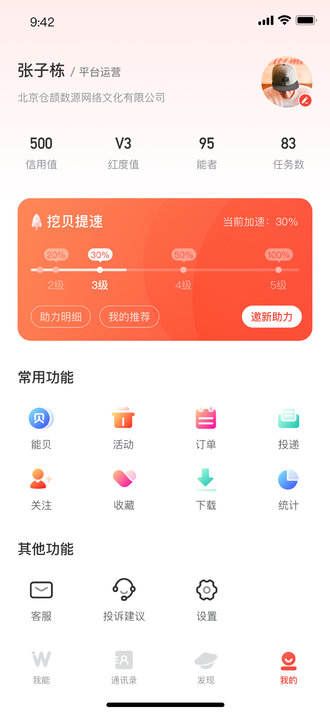 9:42
张子栋 / 平台运营
北京仓颉数源网络文化有限公司
500 V3 95 83
信用值 红度值 能者 任务数
挖贝提速 当前加速：30%
20% 30% 50% 100%
2级 3级 4级 5级
助力明细 我的推荐 邀新助力
常用功能
贝
能贝 活动 订单 投递
关注 收藏 下载 统计
其他功能
客服 投诉建议 设置
W
我能 通讯录 发现 我的